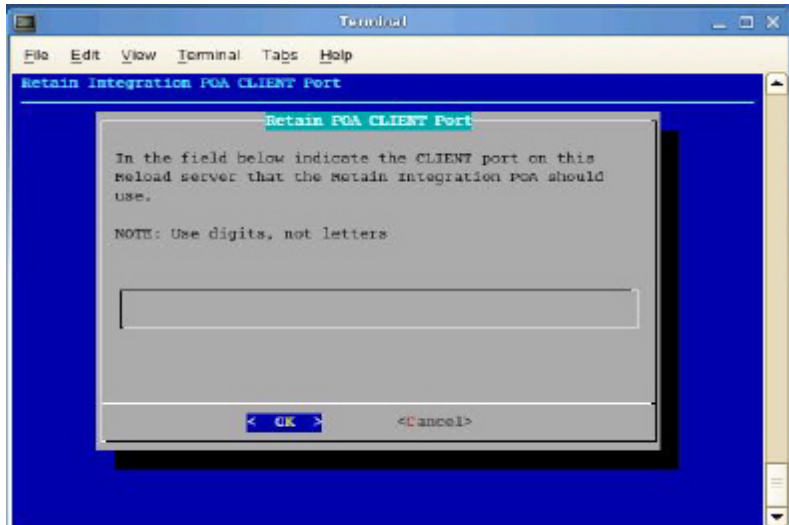 Terminal
File Edit View Terminal Tabs Help
Retain Integration POA CLIENT Port
Retain POA CLIENT Port
In the field below indicate the CLIENT port on this
Reload server that the Retain Integration POA should
use.
NOTE: Use digits, not letters
< OK > <Cancel>